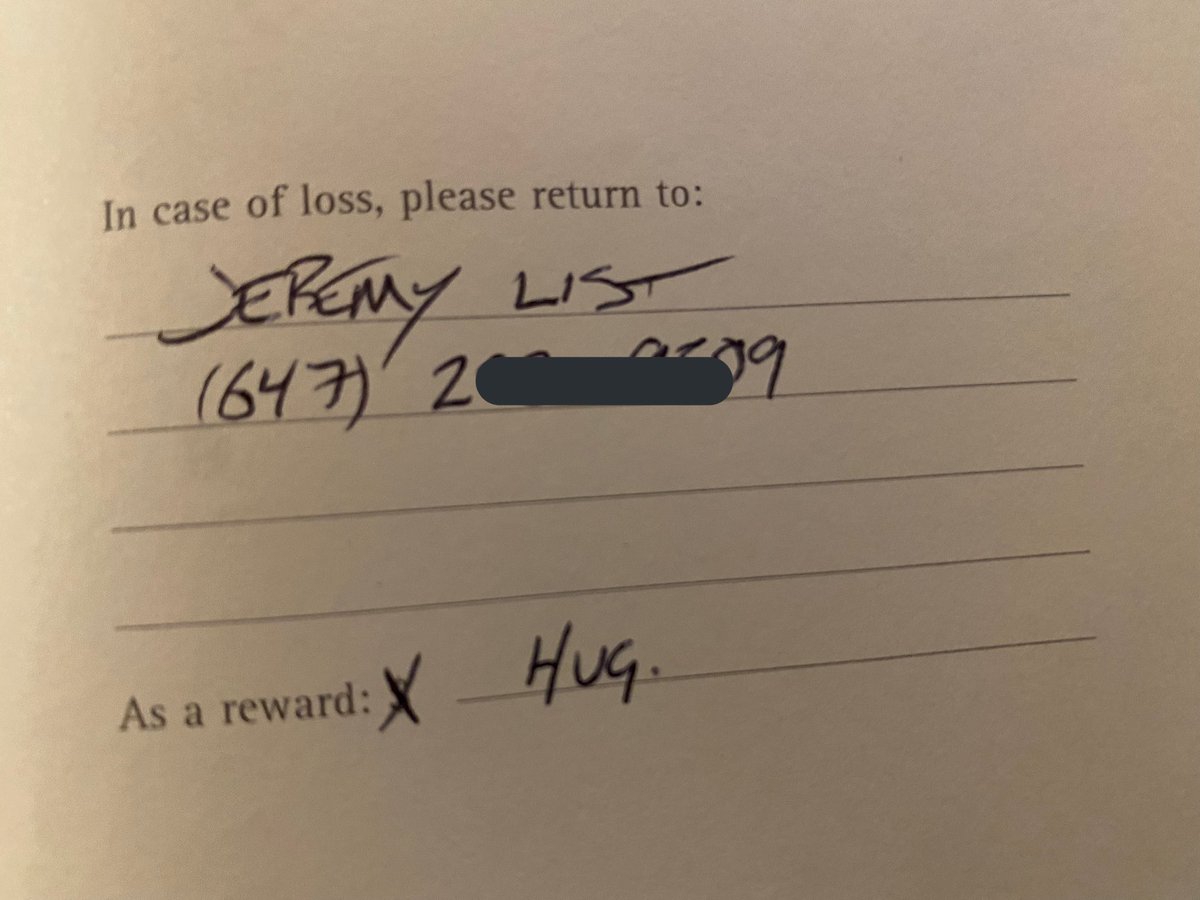 In case of loss, please return to:
JEREMY LIST
(647) 2
As a reward: X HUG.